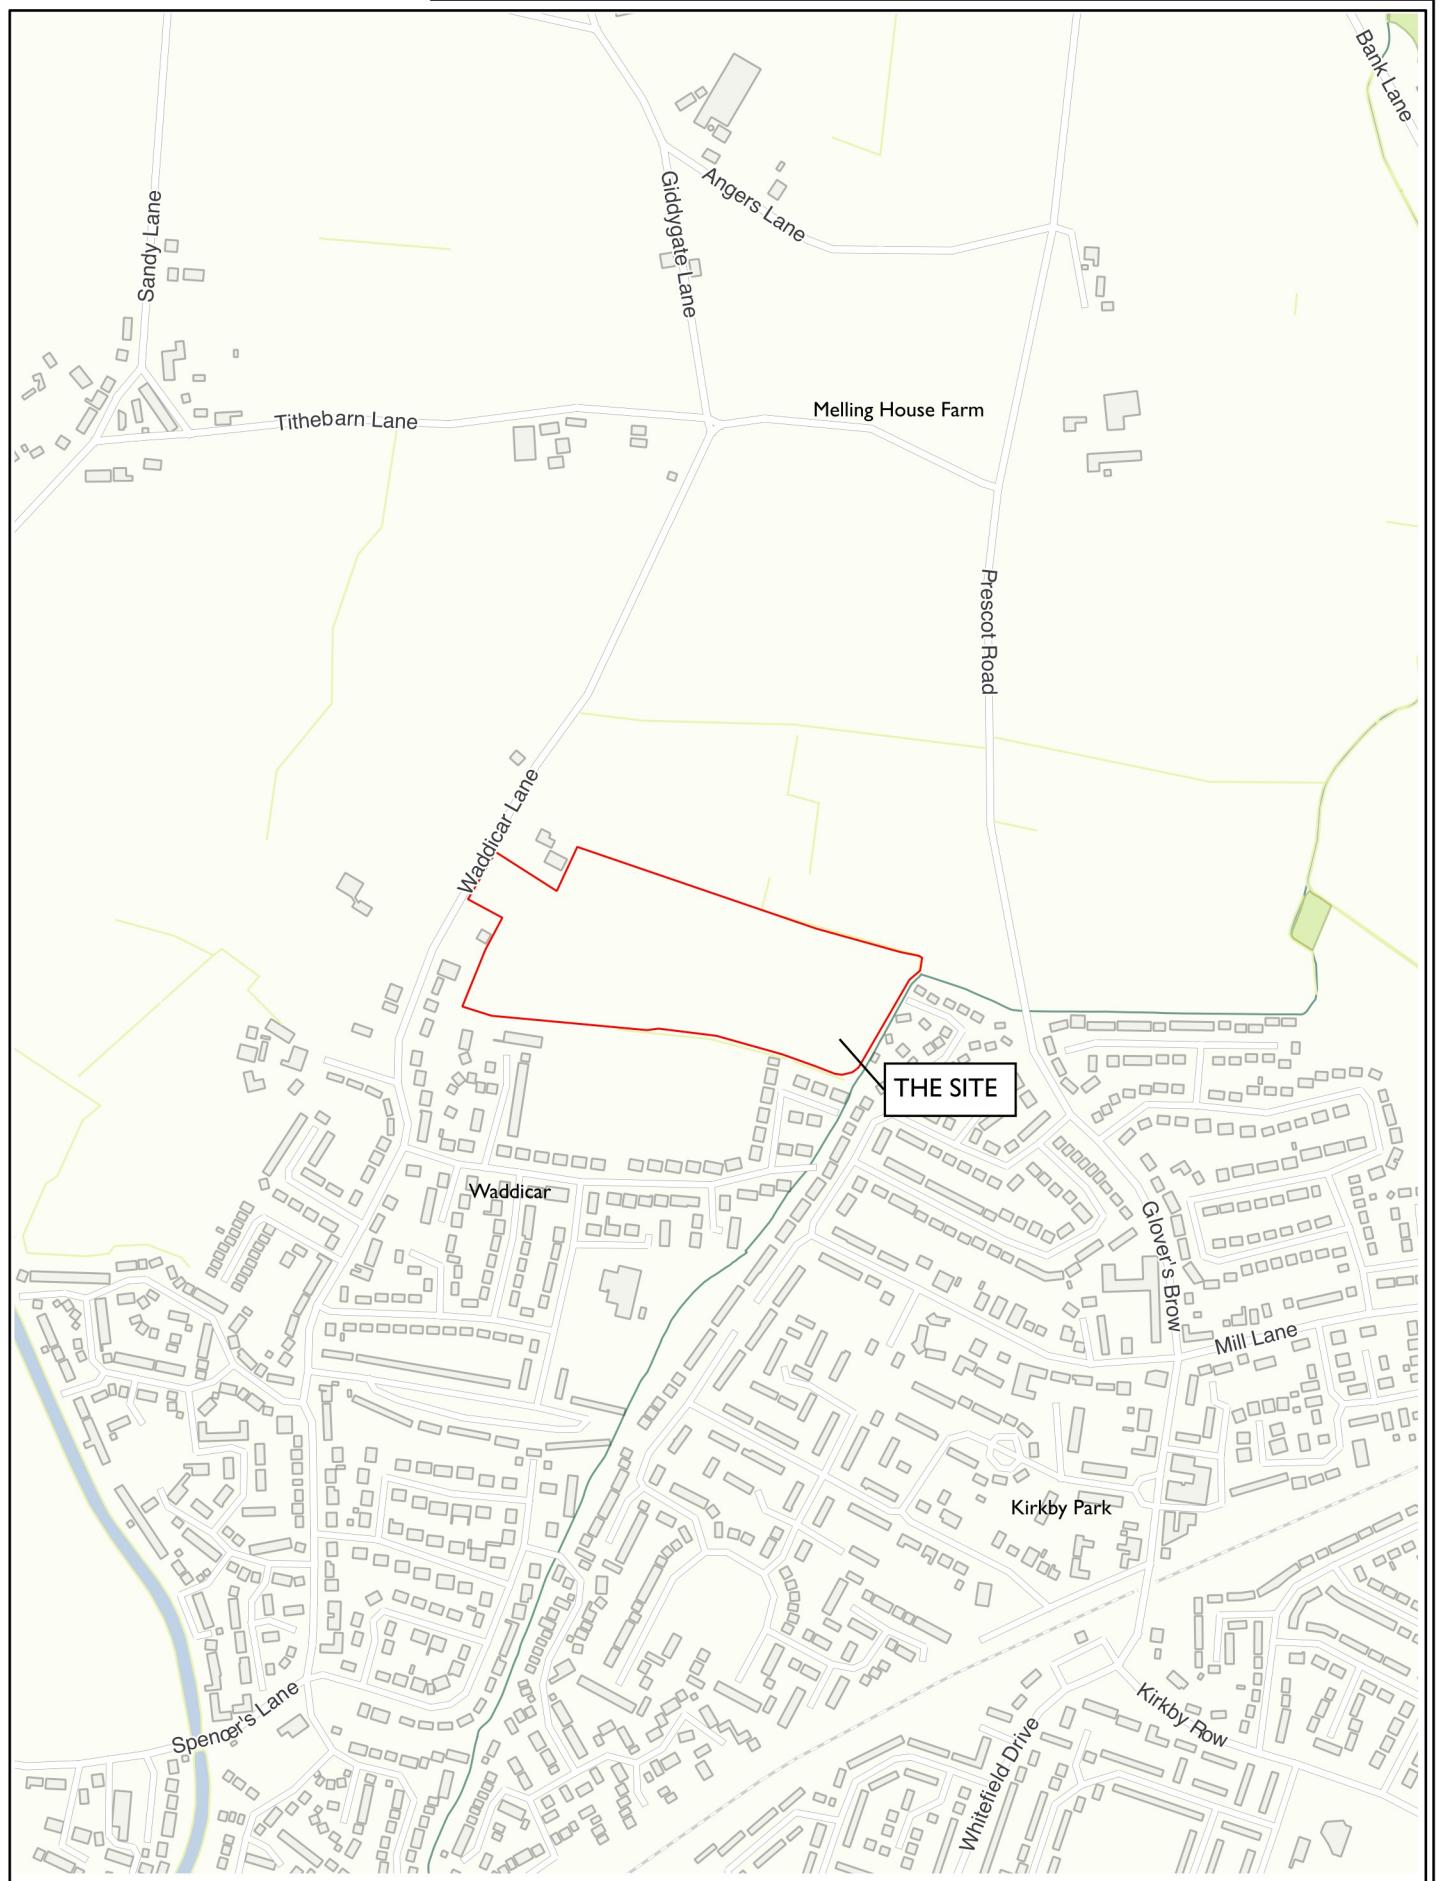 Bank Lane
Sandy Lane
Giddygate Lane
Angers Lane
Tithebarn Lane
Melling House Farm
Prescot Road
Waddicar Lane
THE SITE
Waddicar
Glover's Brow
Mill Lane
Kirkby Park
Spencer's Lane
Kirkby Row
Whitefield Drive